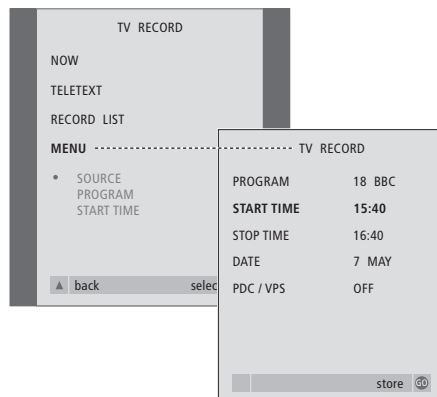 TV RECORD
NOW
TELETEXT
RECORD LIST
MENU
• SOURCE
PROGRAM
START TIME
▲ back selec
TV RECORD
PROGRAM 18 BBC
START TIME 15:40
STOP TIME 16:40
DATE 7 MAY
PDC / VPS OFF
store GO